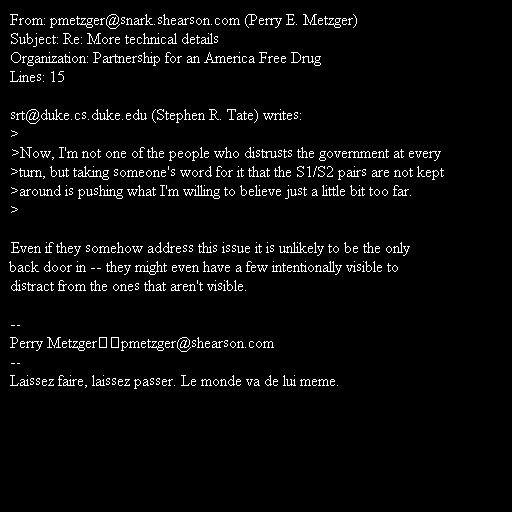 From: pmetzger@snark.shearson.com (Perry E. Metzger)
Subject: Re: More technical details
Organization: Partnership for an America Free Drug
Lines: 15

srt@duke.cs.duke.edu (Stephen R. Tate) writes:
>
>Now, I'm not one of the people who distrusts the government at every
>turn, but taking someone's word for it that the S1/S2 pairs are not kept
>around is pushing what I'm willing to believe just a little bit too far.
>

Even if they somehow address this issue it is unlikely to be the only
back door in -- they might even have a few intentionally visible to
distract from the ones that aren't visible.

--
Perry Metzger□□pmetzger@shearson.com
--
Laissez faire, laissez passer. Le monde va de lui meme.